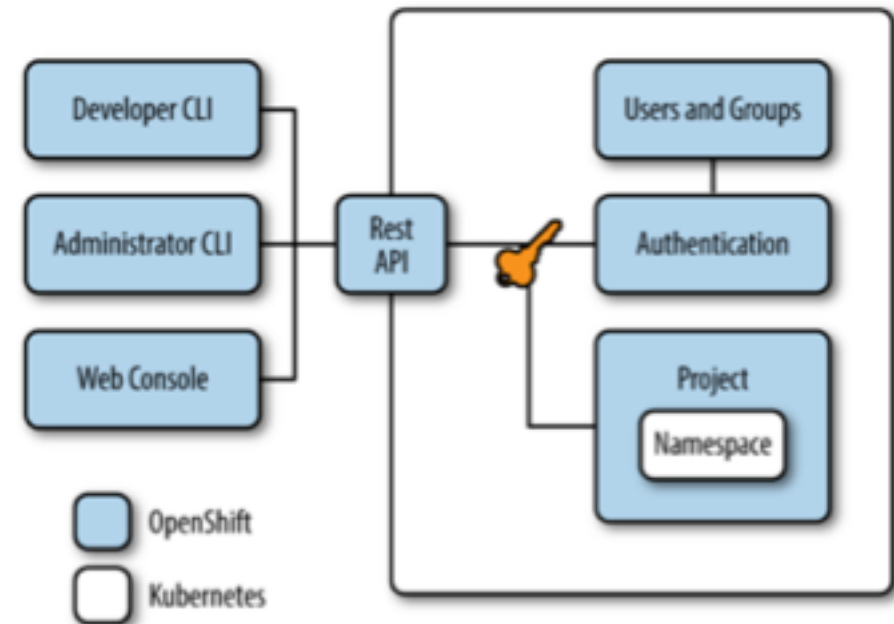 Developer CLI
Users and Groups
Administrator CLI
Rest
API
Authentication
Web Console
Project
Namespace
OpenShift
Kubernetes